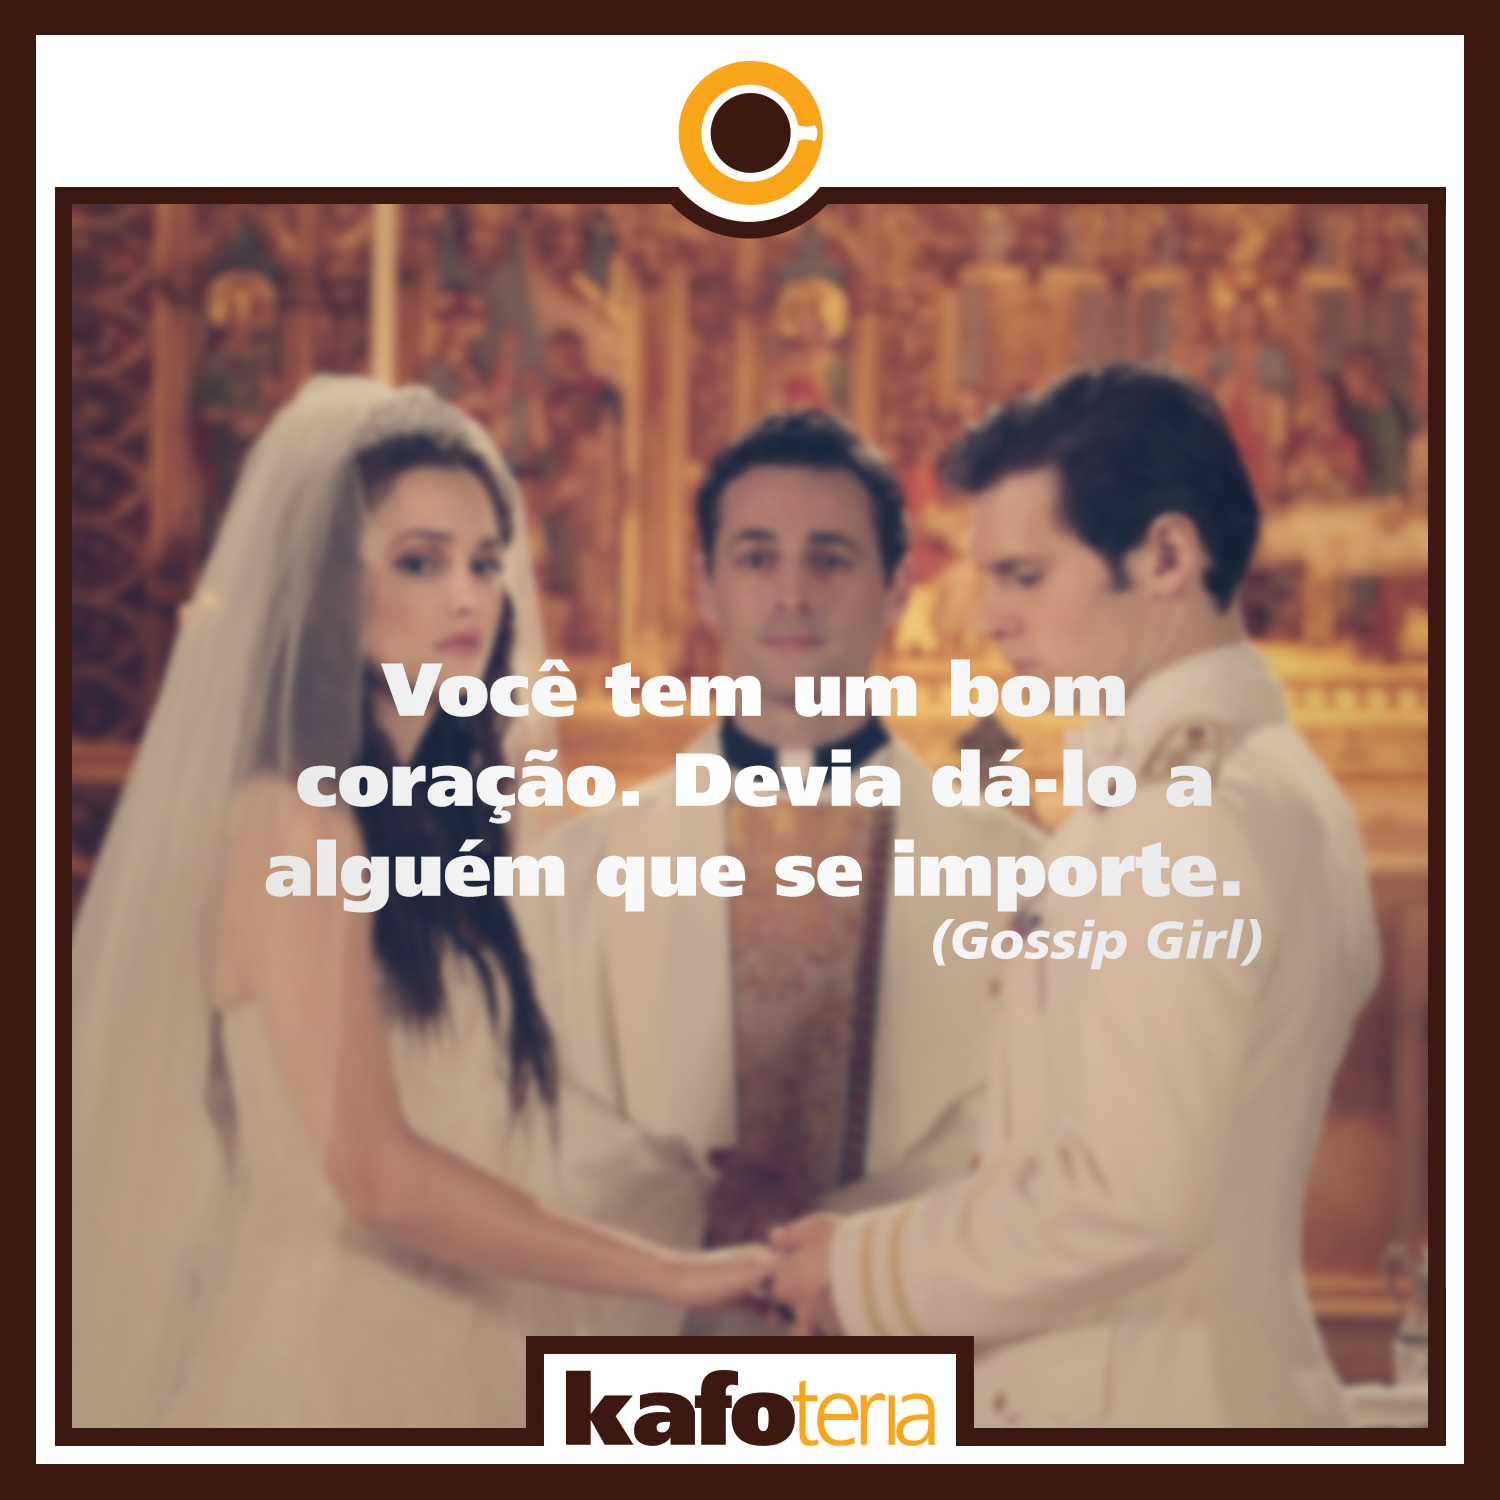 Você tem um bom
coração. Devia dá-lo a
alguém que se importe.
(Gossip Girl)
kafoteria